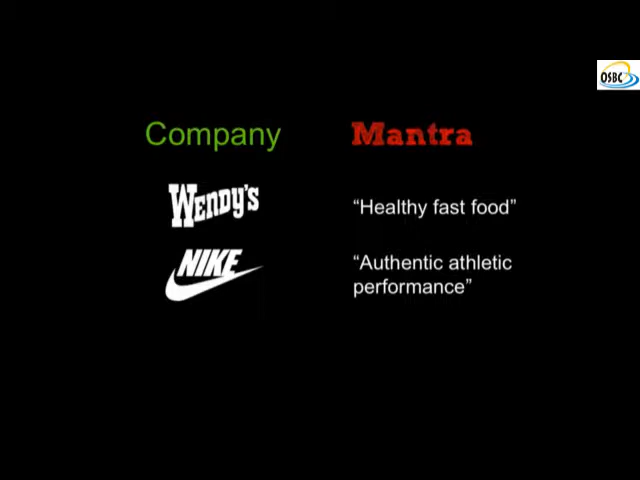 OSBC
Company Mantra
WENDY'S “Healthy fast food”
NIKE “Authentic athletic
performance”